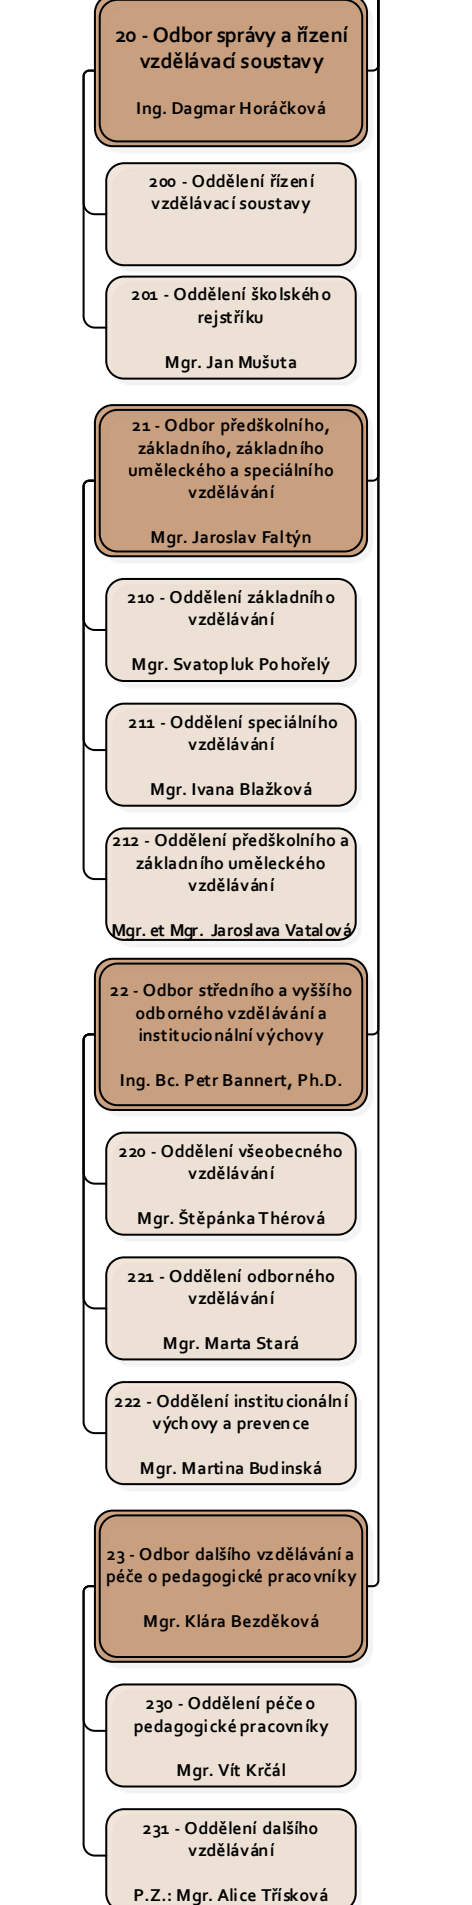 20 - Odbor správy a řízení
vzdělávací soustavy
Ing. Dagmar Horáčková
200 - Oddělení řízení
vzdělávací soustavy
201 - Oddělení školského
rejstříku
Mgr. Jan Mušuta
21 - Odbor předškolního,
základního, základního
uměleckého a speciálního
vzdělávání
Mgr. Jaroslav Faltýn
210 - Oddělení základního
vzdělávání
Mgr. Svatopluk Pohořelý
211 - Oddělení speciálního
vzdělávání
Mgr. Ivana Blažková
212 - Oddělení předškolního a
základního uměleckého
vzdělávání
Mgr. et Mgr. Jaroslava Vatalová
22 - Odbor středního a vyššího
odborného vzdělávání a
institucionální výchovy
Ing. Bc. Petr Bannert, Ph.D.
220 - Oddělení všeobecného
vzdělávání
Mgr. Štěpánka Thérová
221 - Oddělení odborného
vzdělávání
Mgr. Marta Stará
222 - Oddělení institucionální
výchovy a prevence
Mgr. Martina Budinská
23 - Odbor dalšího vzdělávání a
péče o pedagogické pracovníky
Mgr. Klára Bezděková
230 - Oddělení péče o
pedagogické pracovníky
Mgr. Vít Krčál
231 - Oddělení dalšího
vzdělávání
P.Z.: Mgr. Alice Třísková